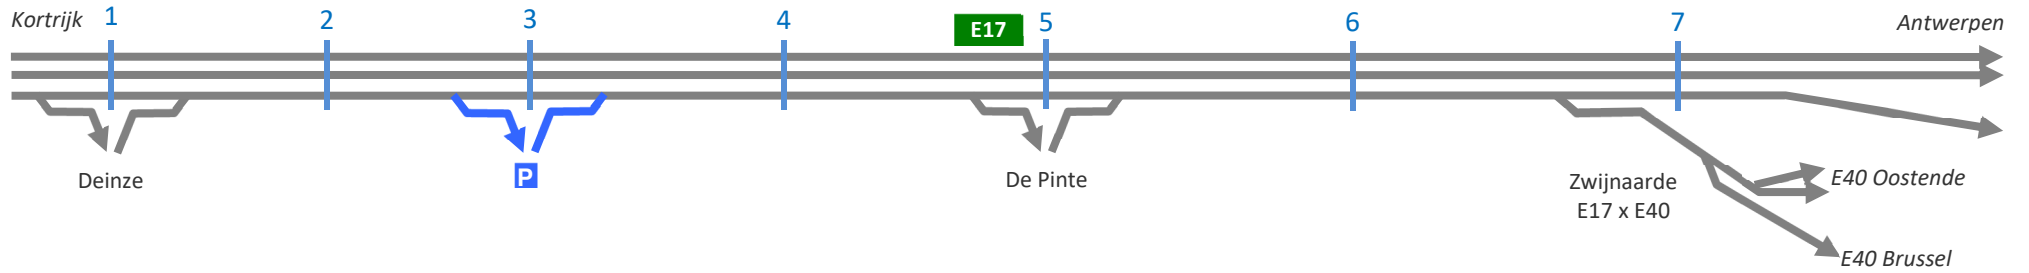 Kortrijk 1 2 3 4 E17 5 6 7 Antwerpen
Deinze
P
De Pinte
Zwijnaarde
E17 x E40
E40 Oostende
E40 Brussel